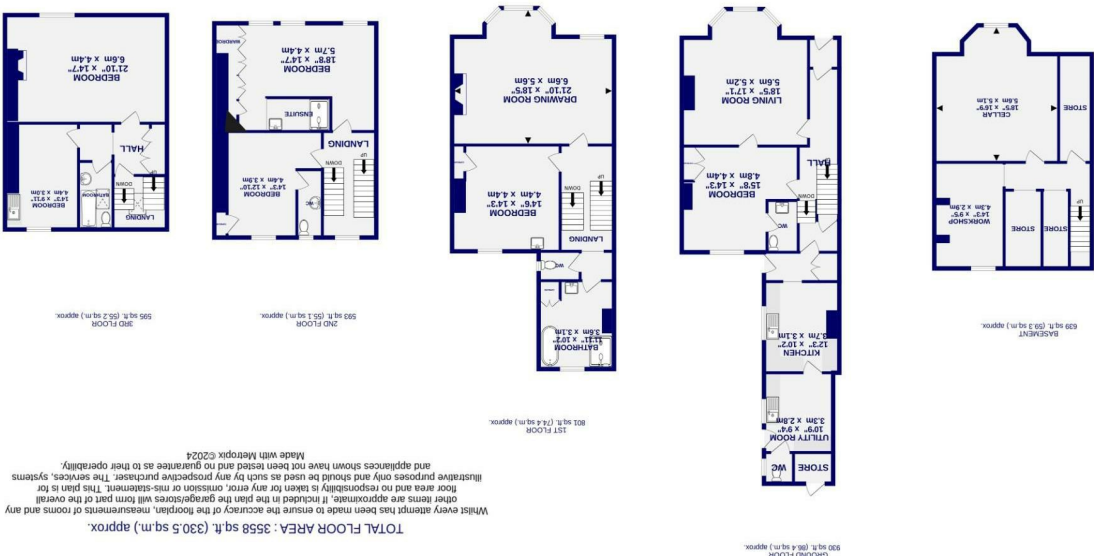 GROUND FLOOR
930 sq.ft. (86.4 sq.m.) approx.
STORE
WC
UTILITY ROOM
10'9" x 9'4"
3.3m x 2.8m
KITCHEN
12'3" x 10'2"
3.7m x 3.1m
WC
HALL
DOWN
UP
BEDROOM
15'8" x 14'3"
4.8m x 4.4m
LIVING ROOM
18'5" x 17'1"
5.6m x 5.2m
BASEMENT
639 sq.ft. (59.3 sq.m.) approx.
UP
STORE
STORE
WORKSHOP
14'3" x 9'5"
4.3m x 2.9m
STORE
CELLAR
18'5" x 16'9"
5.6m x 5.1m
1ST FLOOR
801 sq.ft. (74.4 sq.m.) approx.
BATHROOM
11'11" x 10'2"
3.6m x 3.1m
WC
LANDING
UP
DOWN
BEDROOM
14'6" x 14'3"
4.4m x 4.4m
DRAWING ROOM
21'10" x 18'5"
6.6m x 5.6m
2ND FLOOR
593 sq.ft. (55.1 sq.m.) approx.
WC
UP
DOWN
LANDING
BEDROOM
14'3" x 12'10"
4.4m x 3.9m
ENSUITE
BEDROOM
18'8" x 14'7"
5.7m x 4.4m
WARDROBE
3RD FLOOR
595 sq.ft. (55.2 sq.m.) approx.
LANDING
DOWN
BATHROOM
BEDROOM
14'3" x 9'11"
4.4m x 3.0m
HALL
BEDROOM
21'10" x 14'7"
6.6m x 4.4m
TOTAL FLOOR AREA : 3558 sq.ft. (330.5 sq.m.) approx.
Whilst every attempt has been made to ensure the accuracy of the floorplan, measurements of rooms and any
other items are approximate, If included in the plan the garage/stores will form part of the overall
floor area and no responsibility is taken for any error, omission or mis-statement. This plan is for
illustrative purposes only and should be used as such by any prospective purchaser. The services, systems
and appliances shown have not been tested and no guarantee as to their operability.
Made with Metropix ©2024